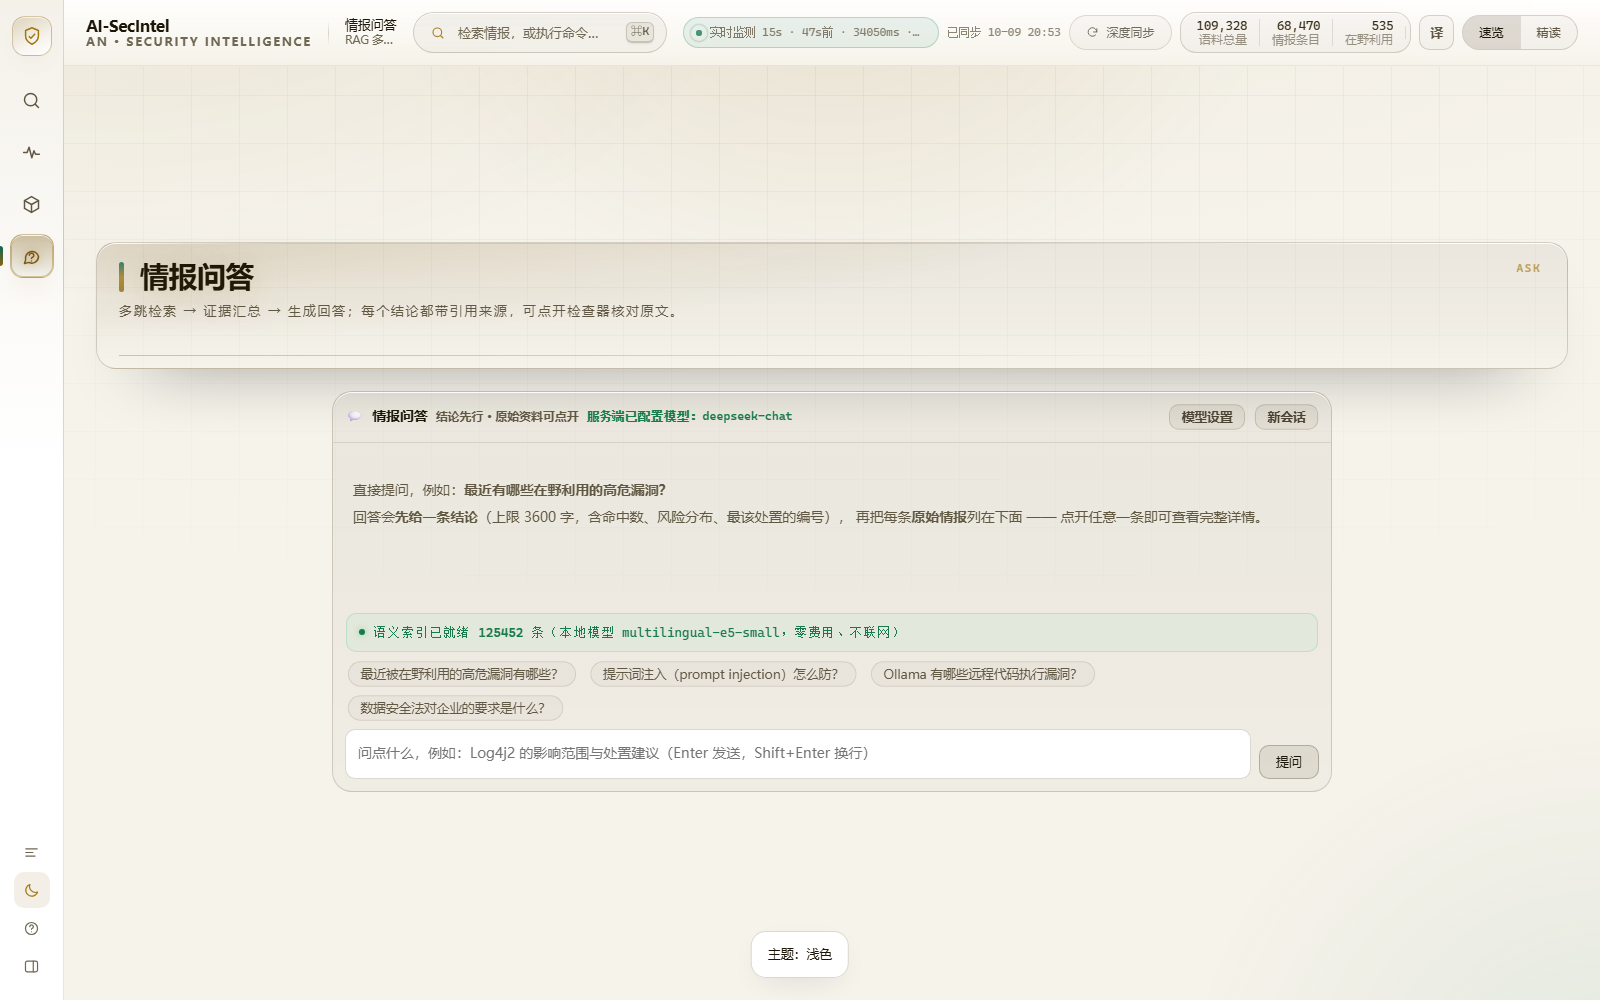 AI-SecIntel
AN • SECURITY INTELLIGENCE
情报问答
RAG 多...
检索情报，或执行命令...
⌘K
实时监测 15s · 47s前 · 34050ms ·…
已同步 10-09 20:53
深度同步
109,328
语料总量
68,470
情报条目
535
在野利用
译
速览
精读
情报问答
ASK
多跳检索 → 证据汇总 → 生成回答；每个结论都带引用来源，可点开检查器核对原文。
情报问答 结论先行 • 原始资料可点开 服务端已配置模型：deepseek-chat
模型设置
新会话
直接提问，例如：最近有哪些在野利用的高危漏洞？
回答会先给一条结论（上限 3600 字，含命中数、风险分布、最该处置的编号）， 再把每条原始情报列在下面 —— 点开任意一条即可查看完整详情。
语义索引已就绪 125452 条（本地模型 multilingual-e5-small，零费用、不联网）
最近被在野利用的高危漏洞有哪些？
提示词注入（prompt injection）怎么防？
Ollama 有哪些远程代码执行漏洞？
数据安全法对企业的要求是什么？
问点什么，例如：Log4j2 的影响范围与处置建议（Enter 发送，Shift+Enter 换行）
提问
主题：浅色